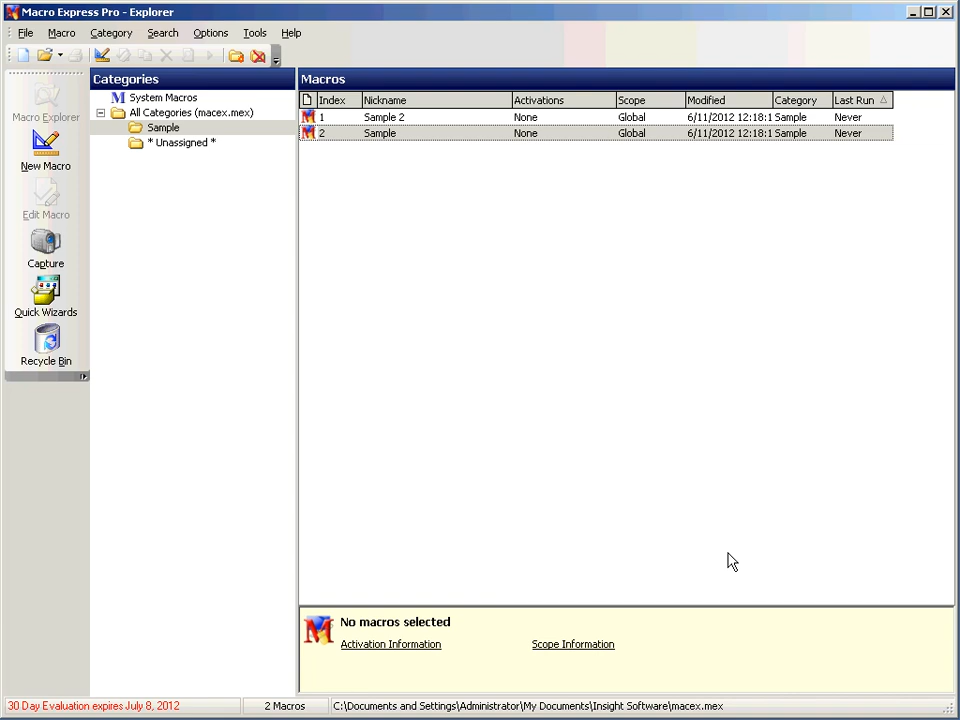 Macro Express Pro - Explorer
File Macro Category Search Options Tools Help
Macro Explorer
New Macro
Edit Macro
Capture
Quick Wizards
Recycle Bin
Categories
System Macros
All Categories (macex.mex)
Sample
* Unassigned *
Macros
Index Nickname Activations Scope Modified Category Last Run
1 Sample 2 None Global 6/11/2012 12:18:1 Sample Never
2 Sample None Global 6/11/2012 12:18:1 Sample Never
No macros selected
Activation Information Scope Information
30 Day Evaluation expires July 8, 2012 2 Macros C:\Documents and Settings\Administrator\My Documents\Insight Software\macex.mex